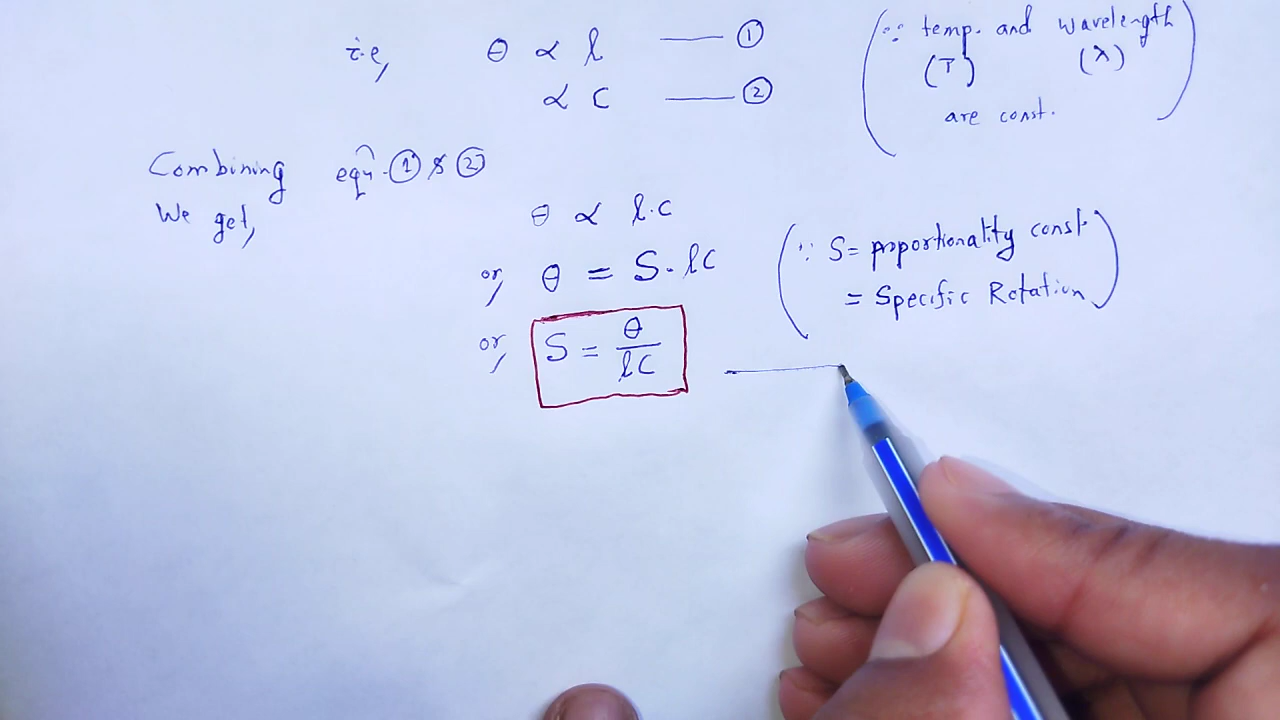 i.e, θ ∝ l —— ① (∵ temp. and wavelength
(T) (λ)
∝ C —— ② are const.)
Combining eqn. ① & ②
We get,
θ ∝ l.C
or, θ = S. lC (∵ S = proportionality const.
= Specific Rotation)
or, S = θ/lC ——